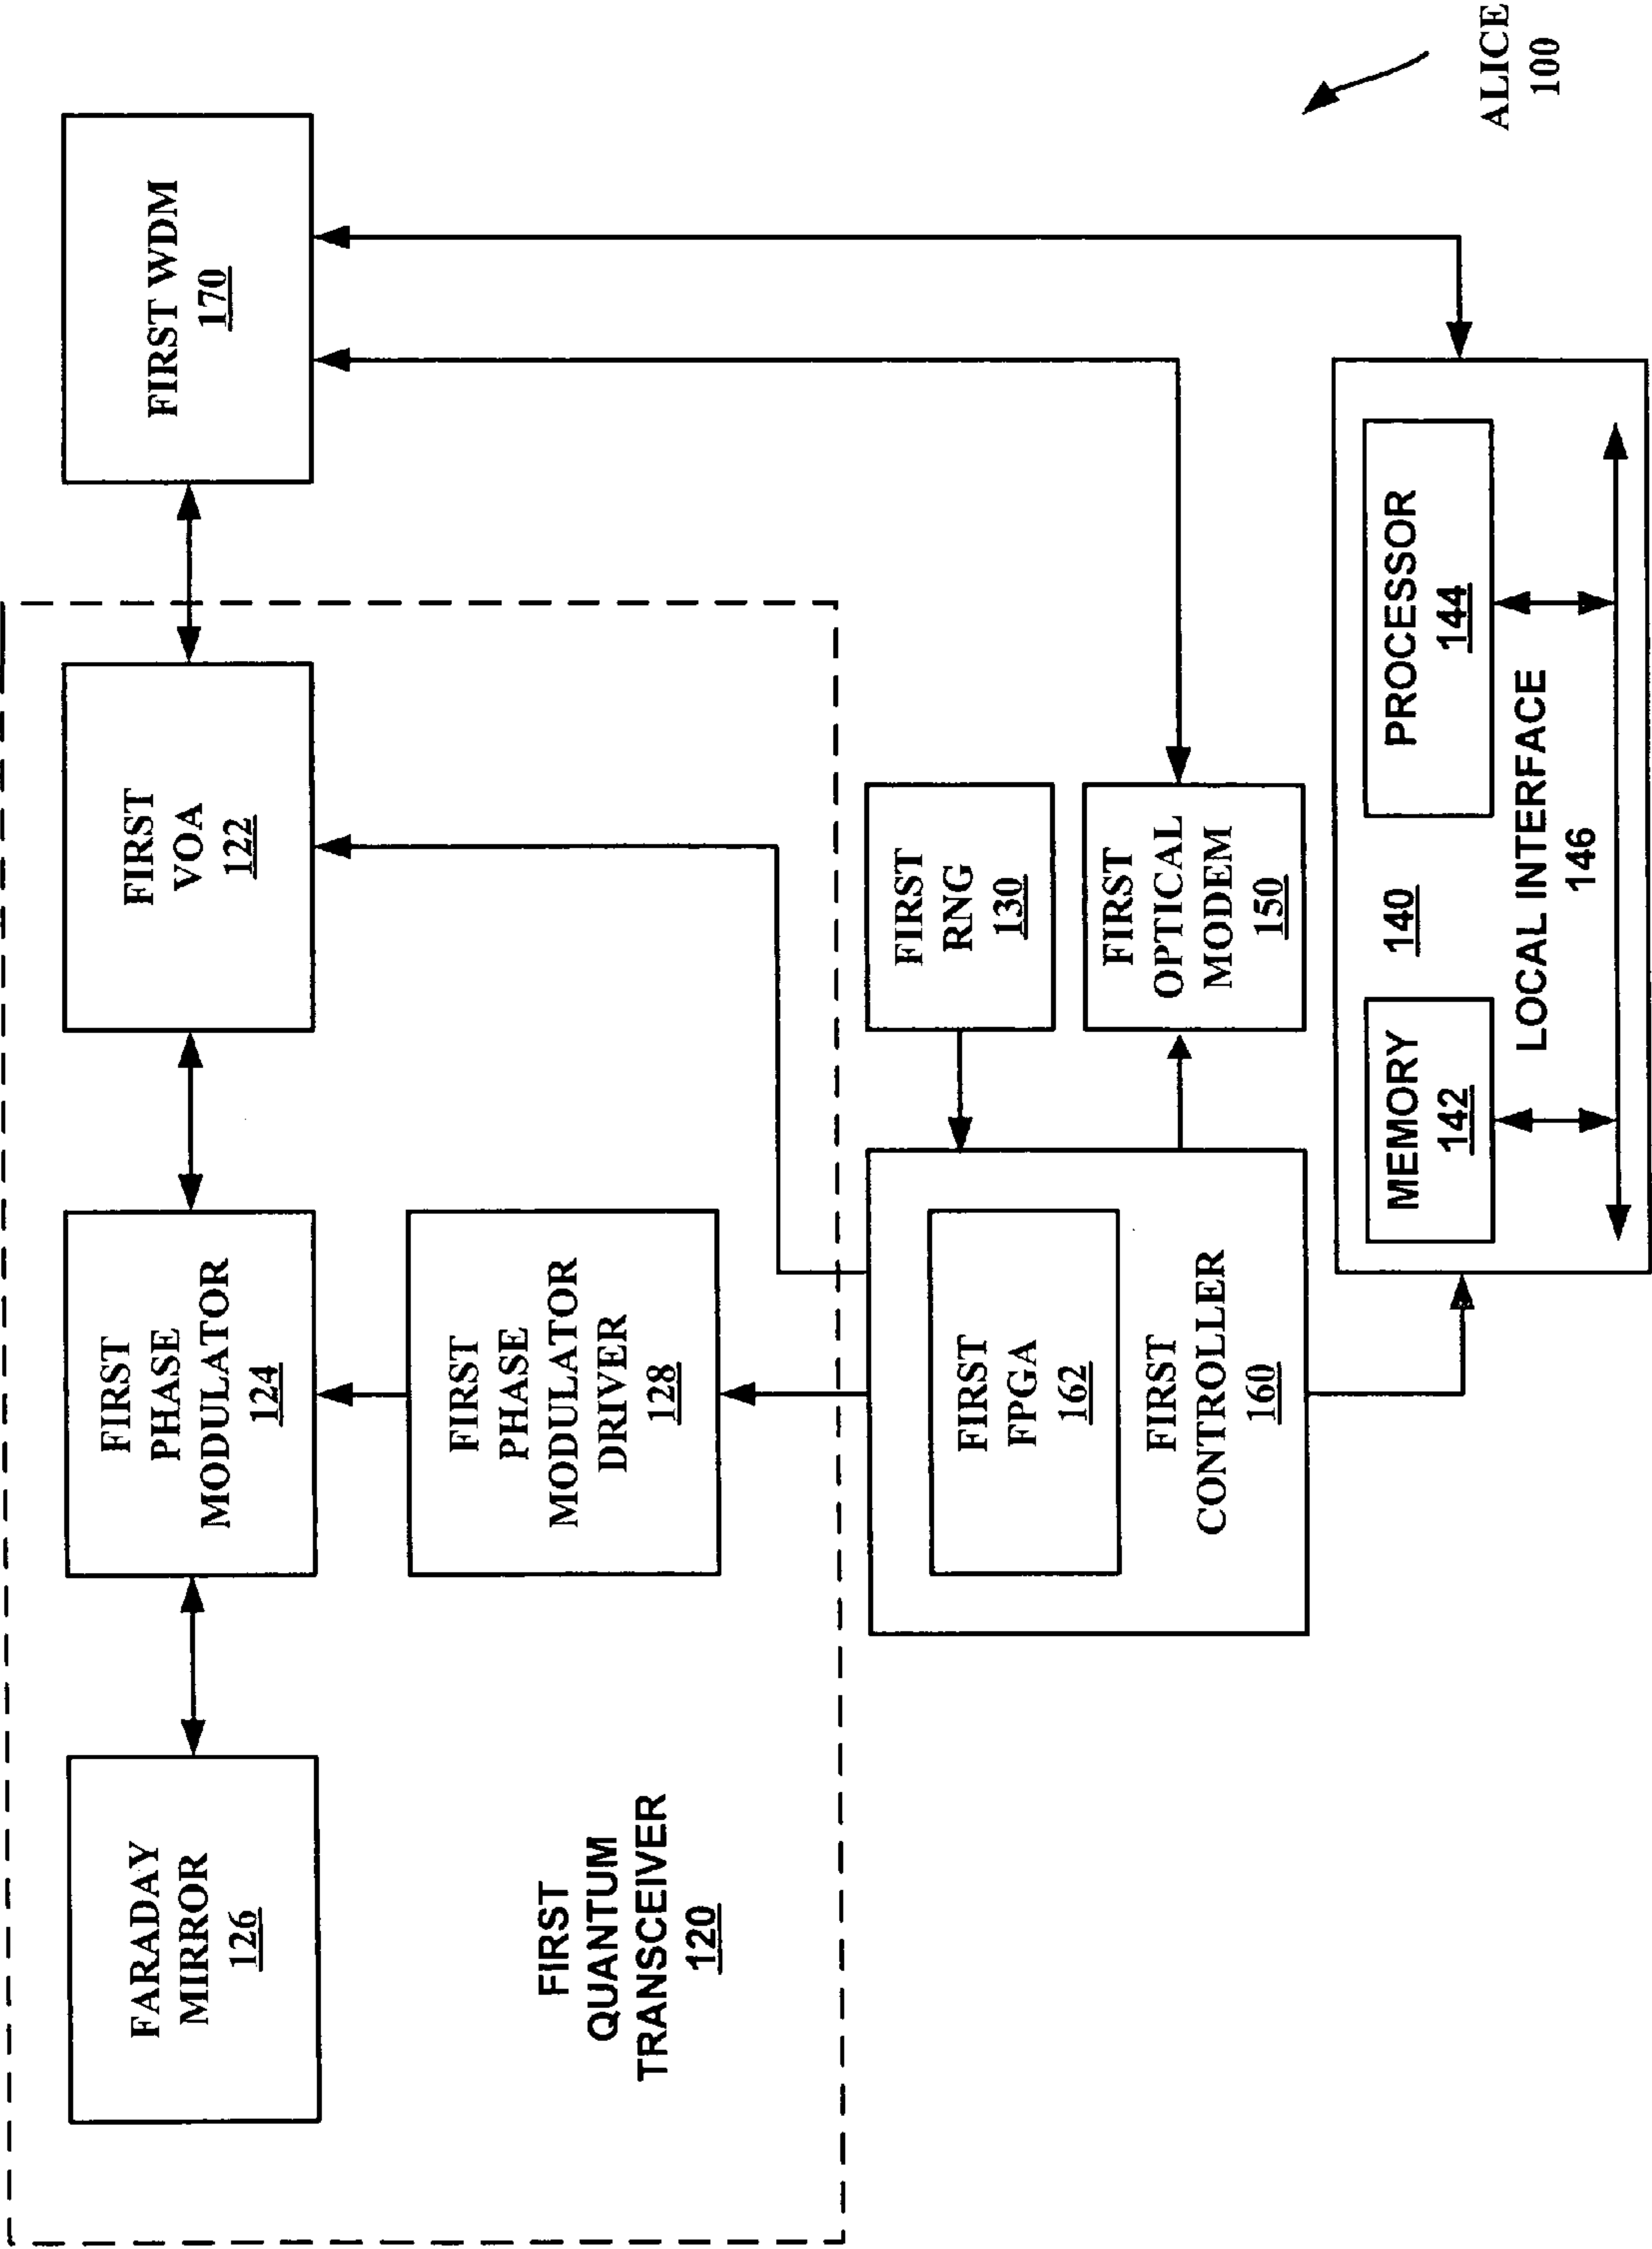 FARADAY
MIRROR
126
FIRST
PHASE
MODULATOR
124
FIRST
VOA
122
FIRST WDM
170
FIRST
PHASE
MODULATOR
DRIVER
128
FIRST
QUANTUM
TRANSCEIVER
120
FIRST
FPGA
162
FIRST
CONTROLLER
160
FIRST
RNG
130
FIRST
OPTICAL
MODEM
150
MEMORY
142
140
PROCESSOR
144
LOCAL INTERFACE
146
ALICE
100